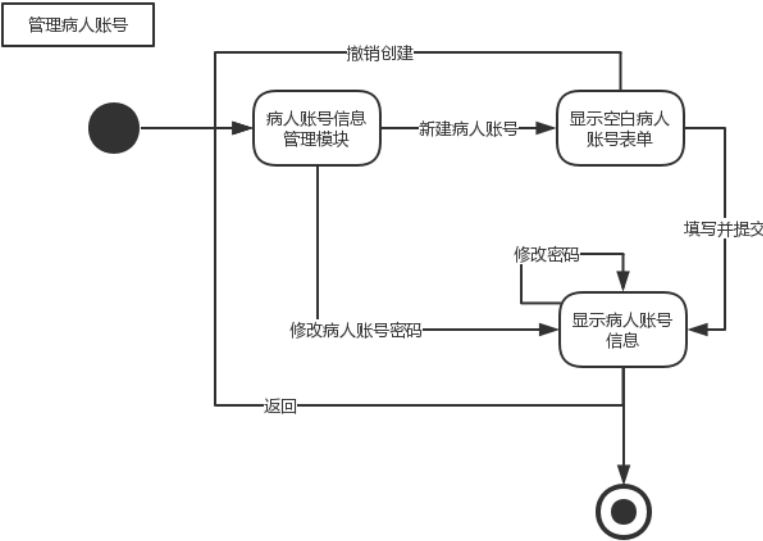 管理病人账号
撤销创建
病人账号信息
管理模块
新建病人账号
显示空白病人
账号表单
填写并提交
修改密码
显示病人账号
信息
修改病人账号密码
返回